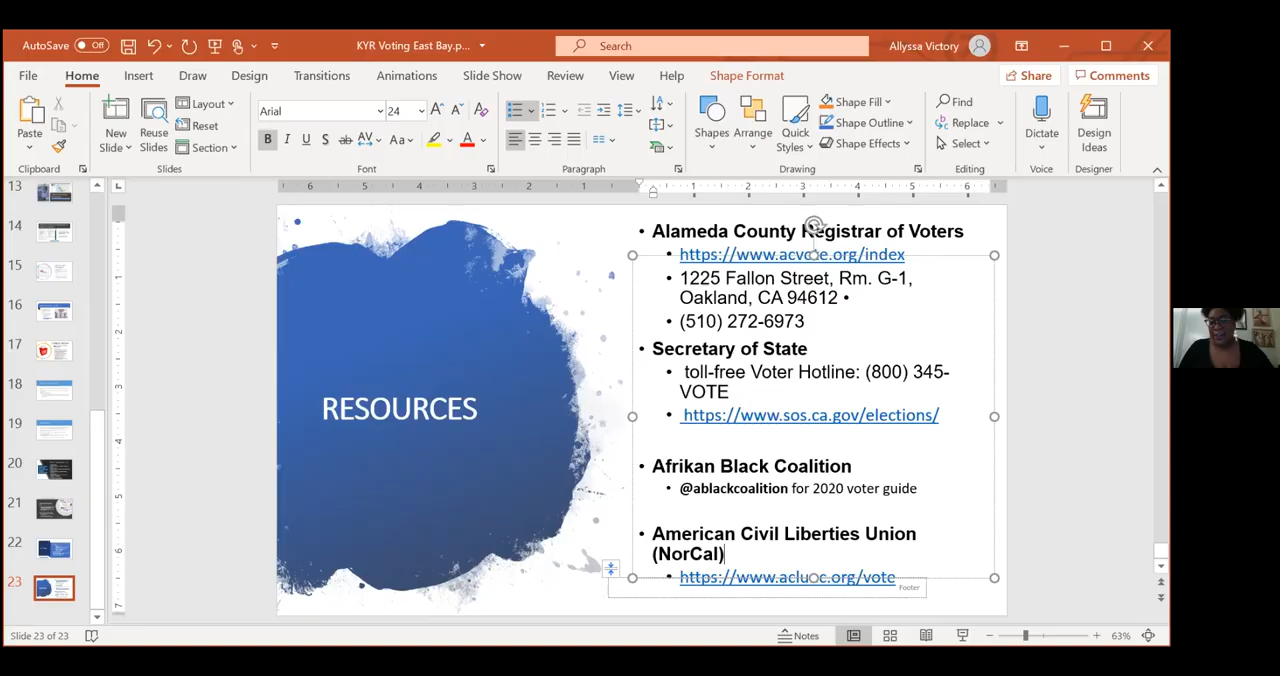 AutoSave Off KYR Voting East Bay.p... Search Allyssa Victory
File Home Insert Draw Design Transitions Animations Slide Show Review View Help Shape Format Share Comments
Paste
New Slide
Reuse Slides
Layout
Reset
Section
Arial 24
Shapes Arrange Quick Styles
Shape Fill
Shape Outline
Shape Effects
Find
Replace
Select
Dictate
Design Ideas
Clipboard Slides Font Paragraph Drawing Editing Voice Designer
13
14
15
16
17
18
19
20
21
22
23
RESOURCES
• Alameda County Registrar of Voters
• https://www.acvote.org/index
• 1225 Fallon Street, Rm. G-1,
Oakland, CA 94612 •
• (510) 272-6973
• Secretary of State
• toll-free Voter Hotline: (800) 345-
VOTE
• https://www.sos.ca.gov/elections/
• Afrikan Black Coalition
• @ablackcoalition for 2020 voter guide
• American Civil Liberties Union
(NorCal)
• https://www.aclunc.org/vote
Footer
Slide 23 of 23 Notes 63%